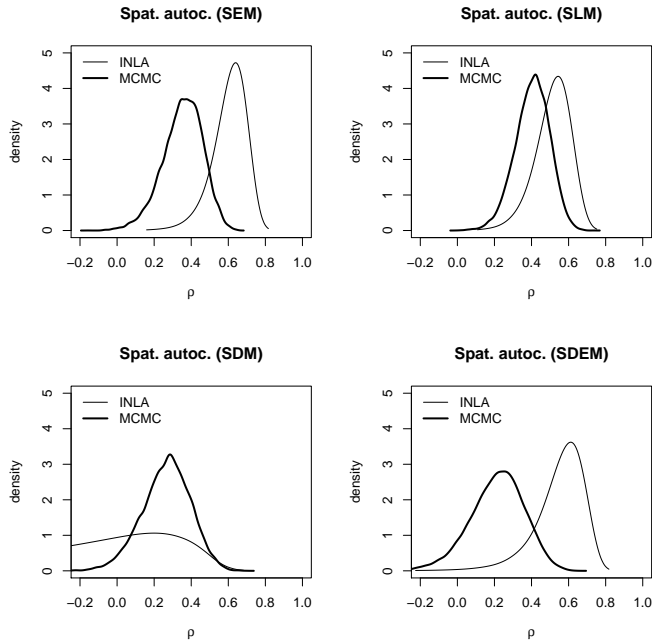 Spat. autoc. (SEM)
INLA
MCMC
density
0
1
2
3
4
5
−0.2 0.0 0.2 0.4 0.6 0.8 1.0
ρ
Spat. autoc. (SLM)
INLA
MCMC
density
0
1
2
3
4
5
−0.2 0.0 0.2 0.4 0.6 0.8 1.0
ρ
Spat. autoc. (SDM)
INLA
MCMC
density
0
1
2
3
4
5
−0.2 0.0 0.2 0.4 0.6 0.8 1.0
ρ
Spat. autoc. (SDEM)
INLA
MCMC
density
0
1
2
3
4
5
−0.2 0.0 0.2 0.4 0.6 0.8 1.0
ρ